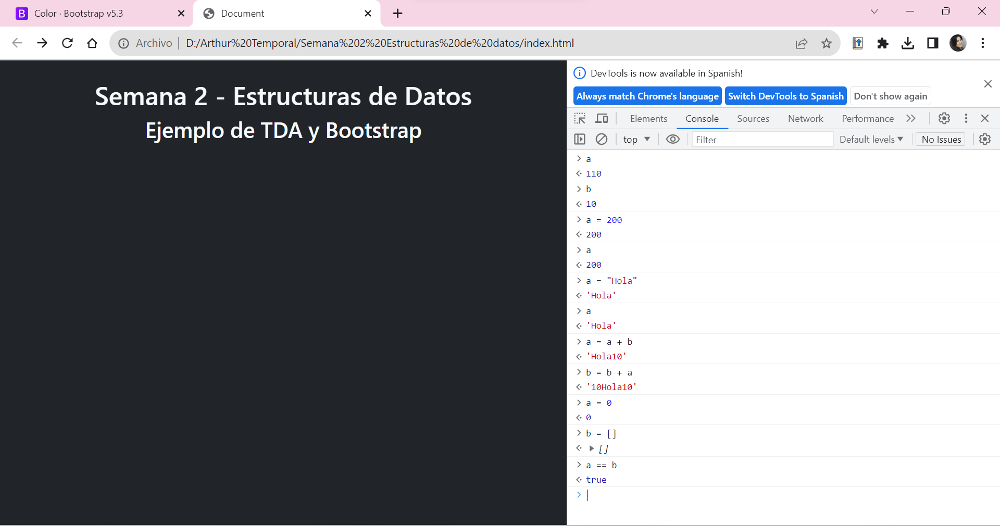 Color · Bootstrap v5.3
Document
Archivo
D:/Arthur%20Temporal/Semana%202%20Estructuras%20de%20datos/index.html
Semana 2 - Estructuras de Datos
Ejemplo de TDA y Bootstrap
DevTools is now available in Spanish!
Always match Chrome's language Switch DevTools to Spanish Don't show again
Elements Console Sources Network Performance
top Filter Default levels No Issues
> a
110
> b
10
> a = 200
200
> a
200
> a = "Hola"
'Hola'
> a
'Hola'
> a = a + b
'Hola10'
> b = b + a
'10Hola10'
> a = 0
0
> b = []
[]
> a == b
true
>